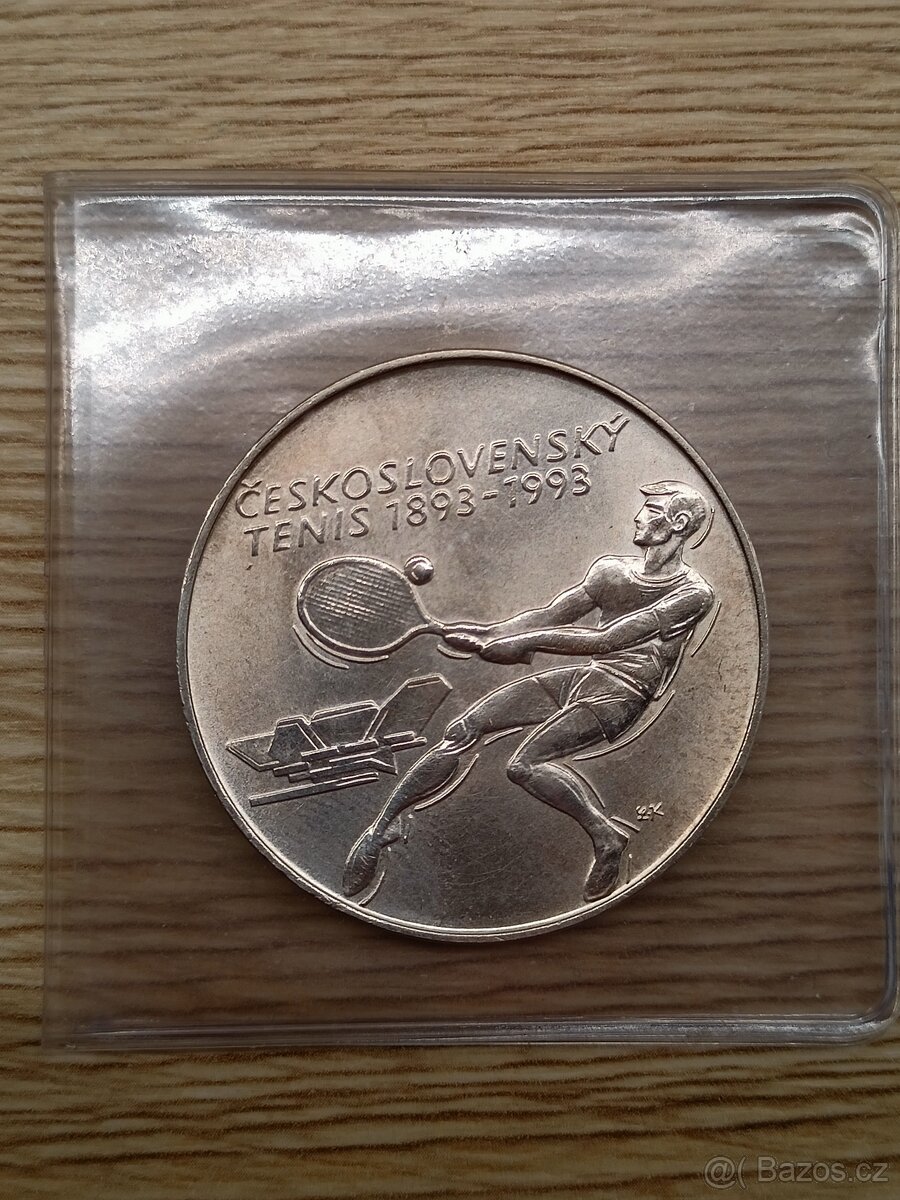 ČESKOSLOVENSKÝ
TENIS 1893-1993
@( Bazos.cz